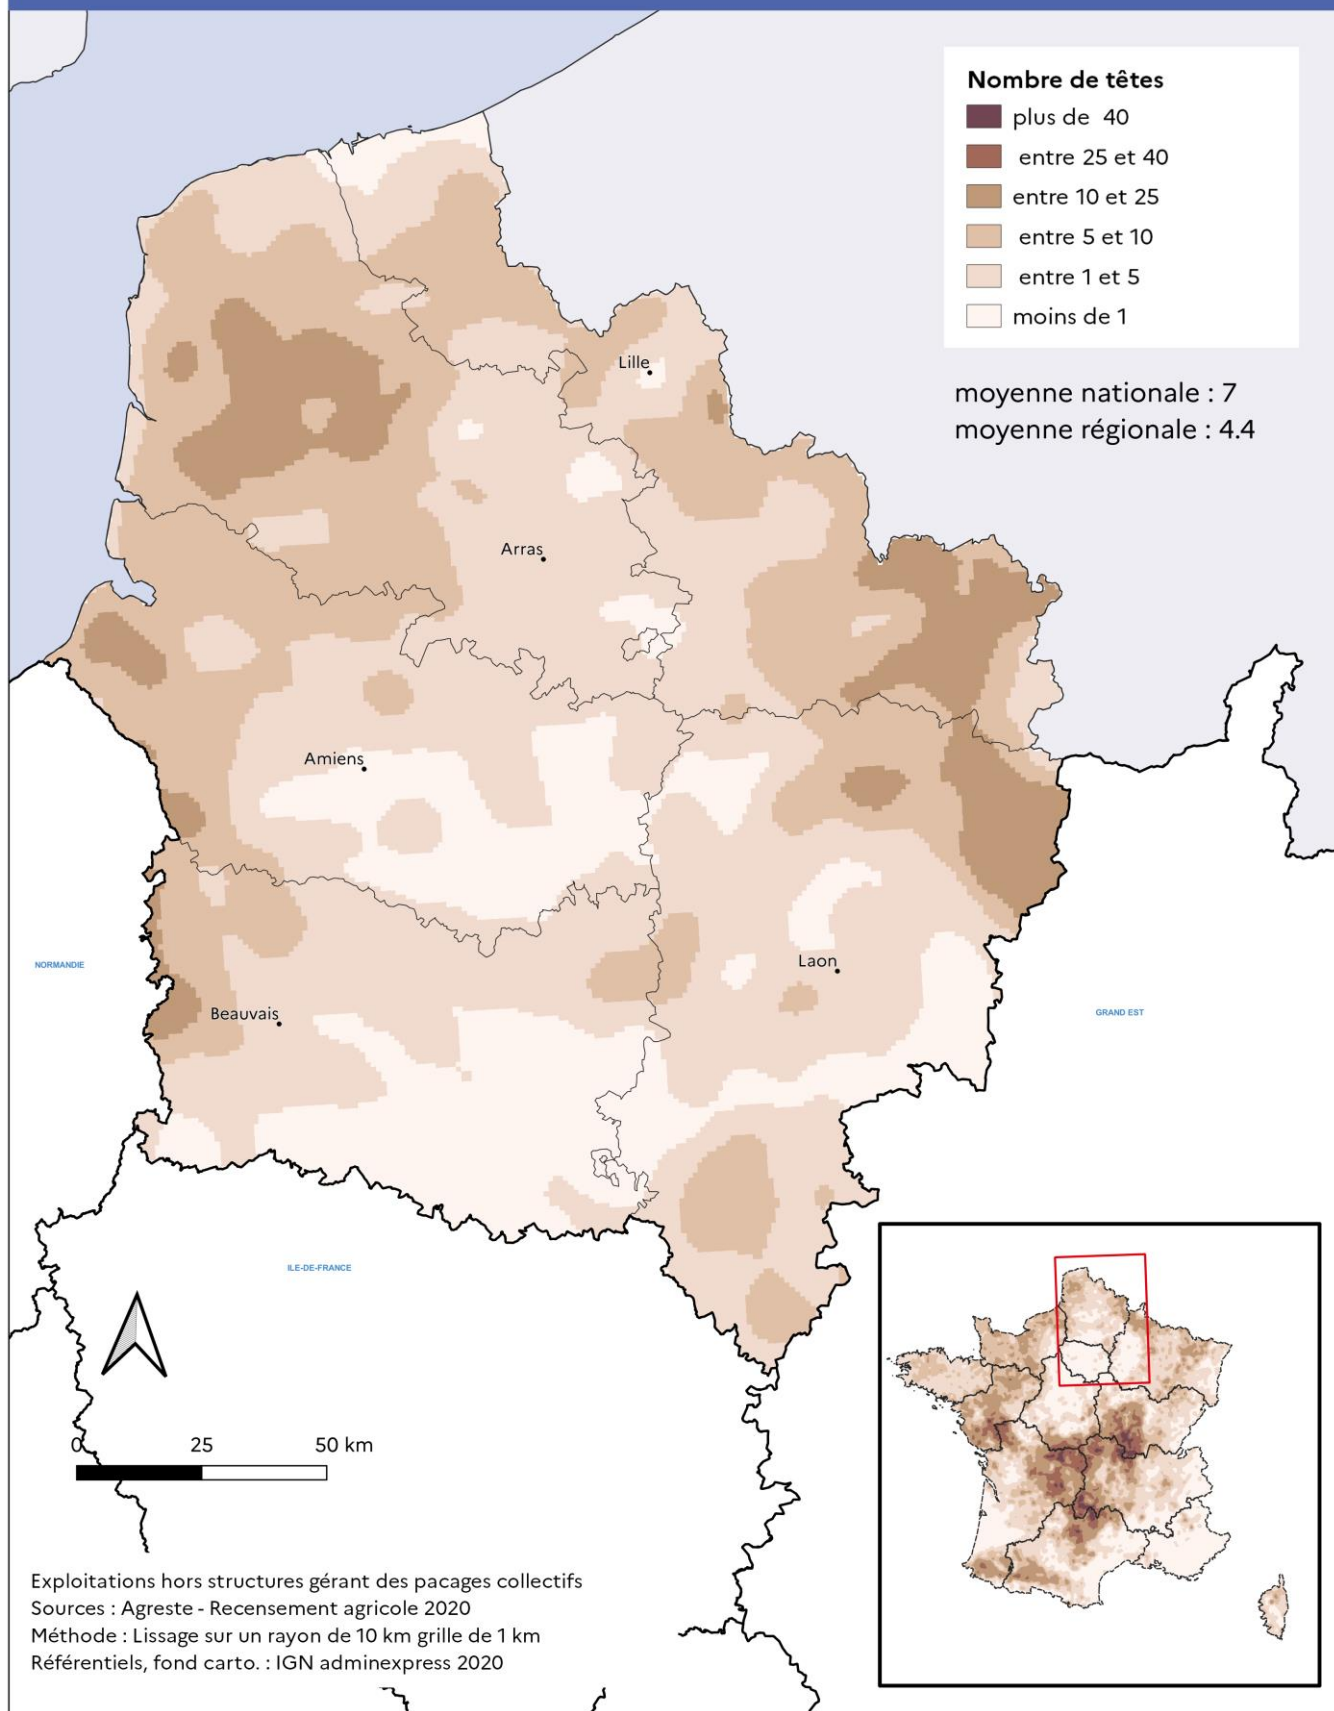 Nombre de têtes
plus de 40
entre 25 et 40
entre 10 et 25
entre 5 et 10
entre 1 et 5
moins de 1
moyenne nationale : 7
moyenne régionale : 4.4
Lille
Arras
Amiens
Laon
NORMANDIE
Beauvais
GRAND EST
ILE-DE-FRANCE
0 25 50 km
Exploitations hors structures gérant des pacages collectifs
Sources : Agreste - Recensement agricole 2020
Méthode : Lissage sur un rayon de 10 km grille de 1 km
Référentiels, fond carto. : IGN adminexpress 2020